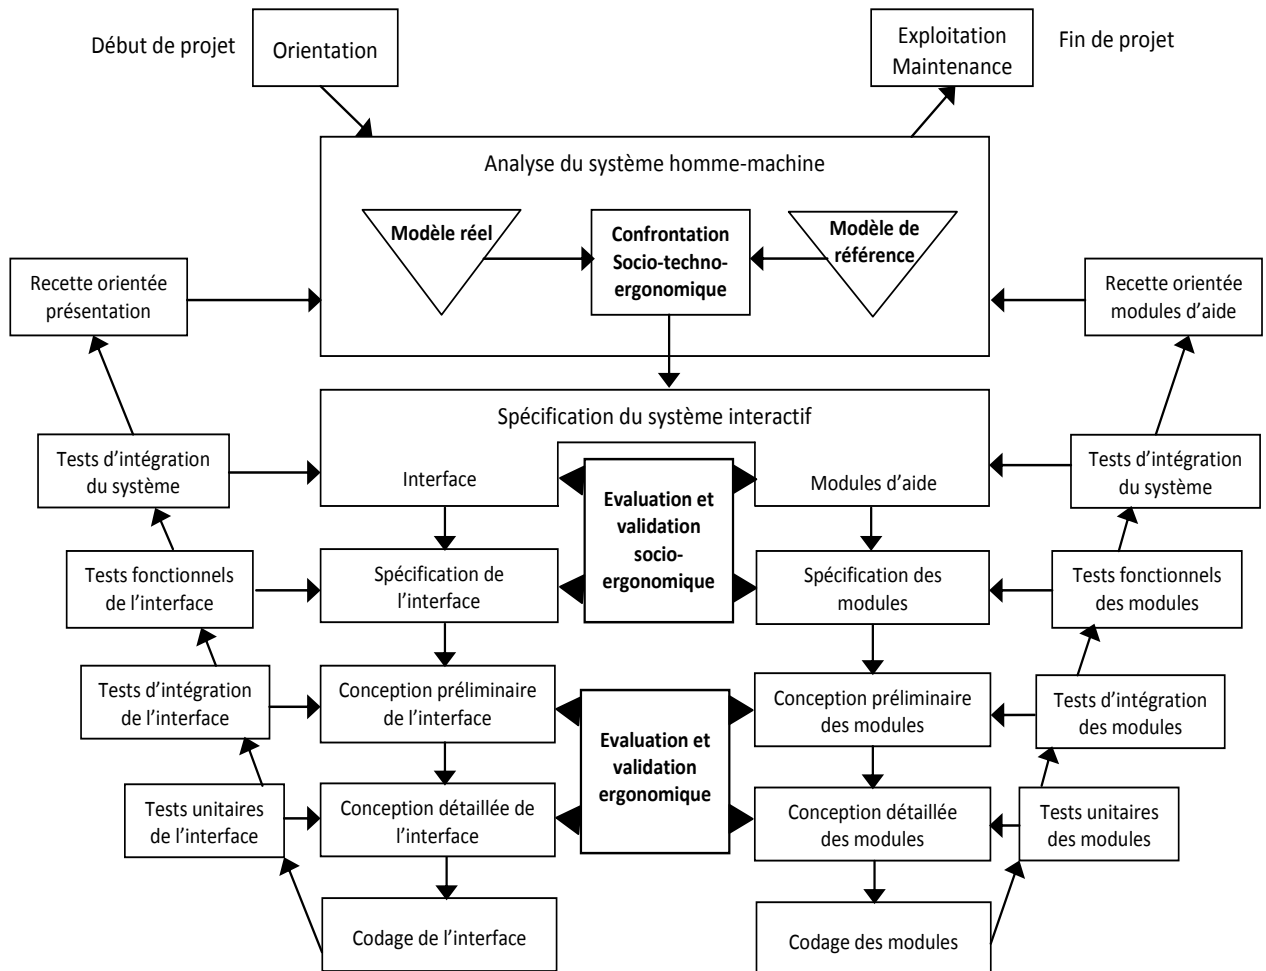 Début de projet
Orientation
Exploitation
Maintenance
Fin de projet
Analyse du système homme-machine
Modèle réel
Confrontation
Socio-techno-
ergonomique
Modèle de
référence
Recette orientée
présentation
Recette orientée
modules d’aide
Spécification du système interactif
Tests d’intégration
du système
Interface
Evaluation et
validation
socio-
ergonomique
Modules d’aide
Tests d’intégration
du système
Tests fonctionnels
de l’interface
Spécification de
l’interface
Spécification des
modules
Tests fonctionnels
des modules
Tests d’intégration
de l’interface
Conception préliminaire
de l’interface
Evaluation et
validation
ergonomique
Conception préliminaire
des modules
Tests d’intégration
des modules
Tests unitaires
de l’interface
Conception détaillée de
l’interface
Conception détaillée
des modules
Tests unitaires
des modules
Codage de l’interface
Codage des modules